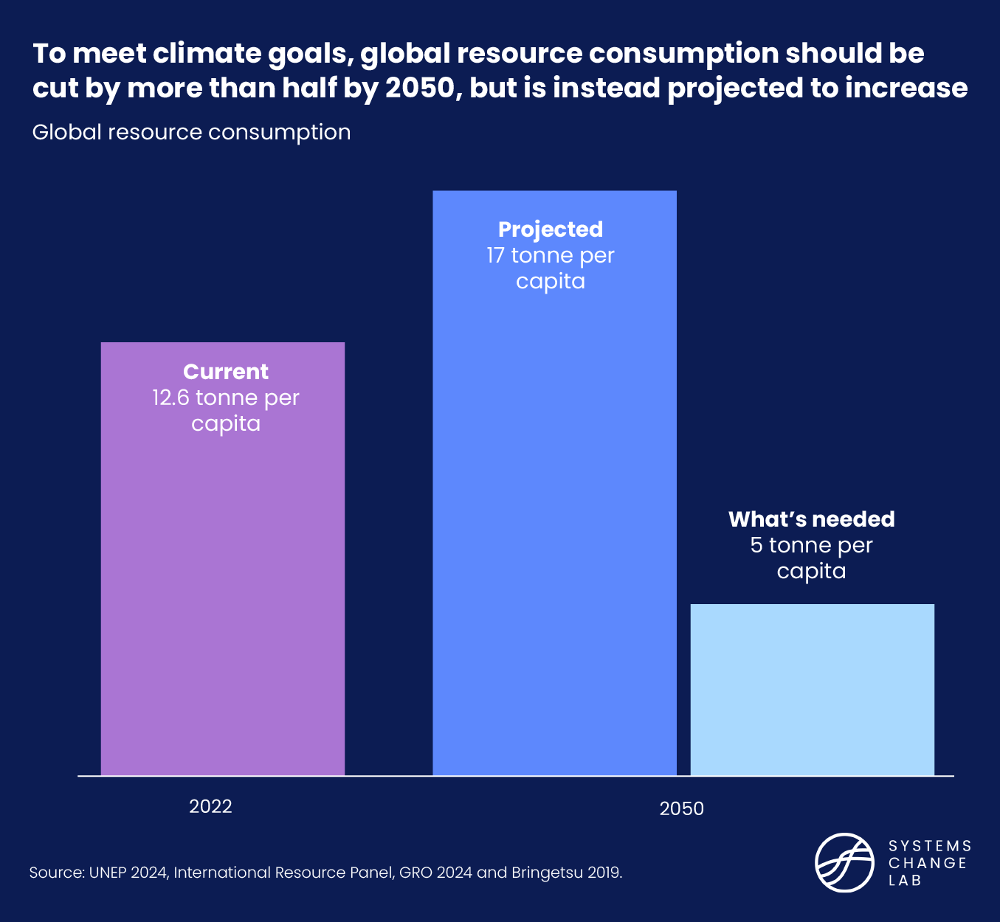 To meet climate goals, global resource consumption should be
cut by more than half by 2050, but is instead projected to increase
Global resource consumption
Projected
17 tonne per
capita
Current
12.6 tonne per
capita
What's needed
5 tonne per
capita
2022
2050
Source: UNEP 2024, International Resource Panel, GRO 2024 and Bringetsu 2019.
SYSTEMS
CHANGE
LAB